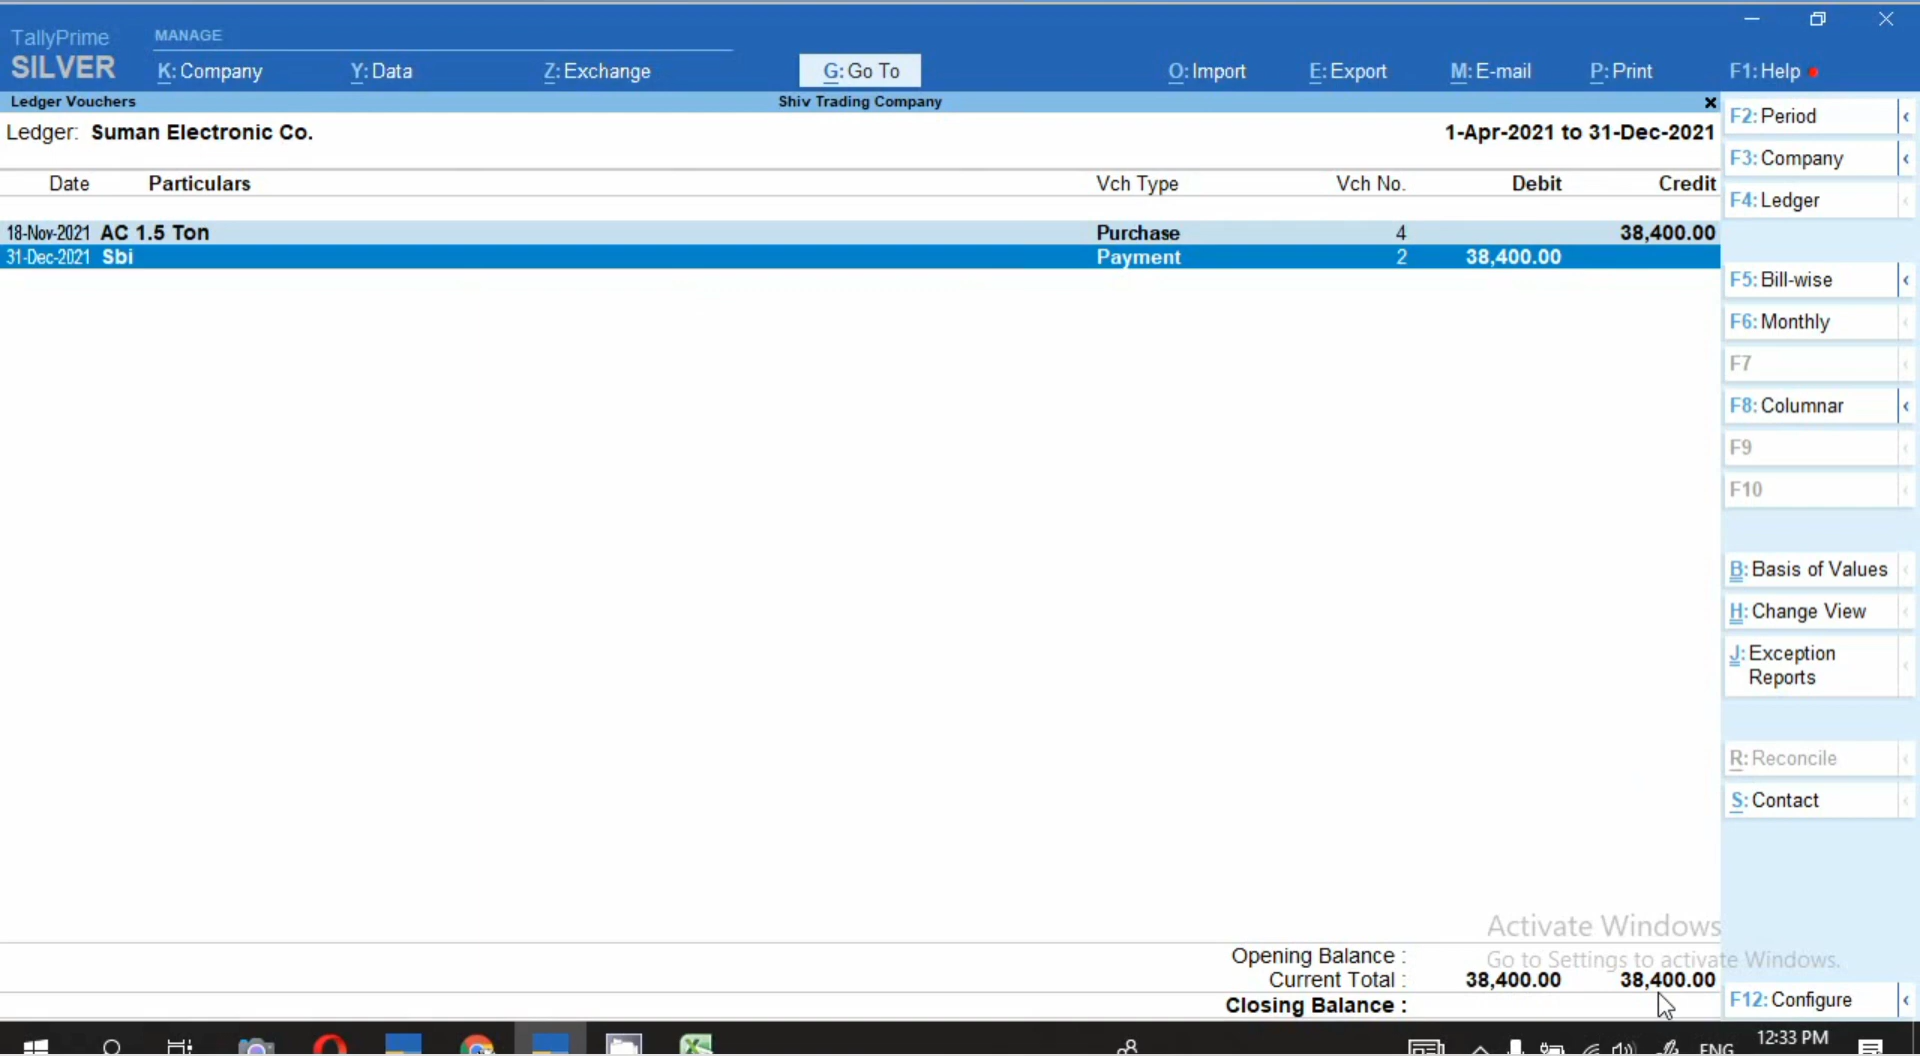 TallyPrime
SILVER
MANAGE
K: Company
Y: Data
Z: Exchange
G: Go To
O: Import
E: Export
M: E-mail
P: Print
F1: Help
Ledger Vouchers
Shiv Trading Company
Ledger: Suman Electronic Co.
1-Apr-2021 to 31-Dec-2021
Date Particulars Vch Type Vch No. Debit Credit
18-Nov-2021 AC 1.5 Ton Purchase 4 38,400.00
31-Dec-2021 Sbi Payment 2 38,400.00
F2: Period
F3: Company
F4: Ledger
F5: Bill-wise
F6: Monthly
F7
F8: Columnar
F9
F10
B: Basis of Values
H: Change View
J: Exception
Reports
R: Reconcile
S: Contact
F12: Configure
Activate Windows
Go to Settings to activate Windows.
Opening Balance :
Current Total : 38,400.00 38,400.00
Closing Balance :
ENG
12:33 PM